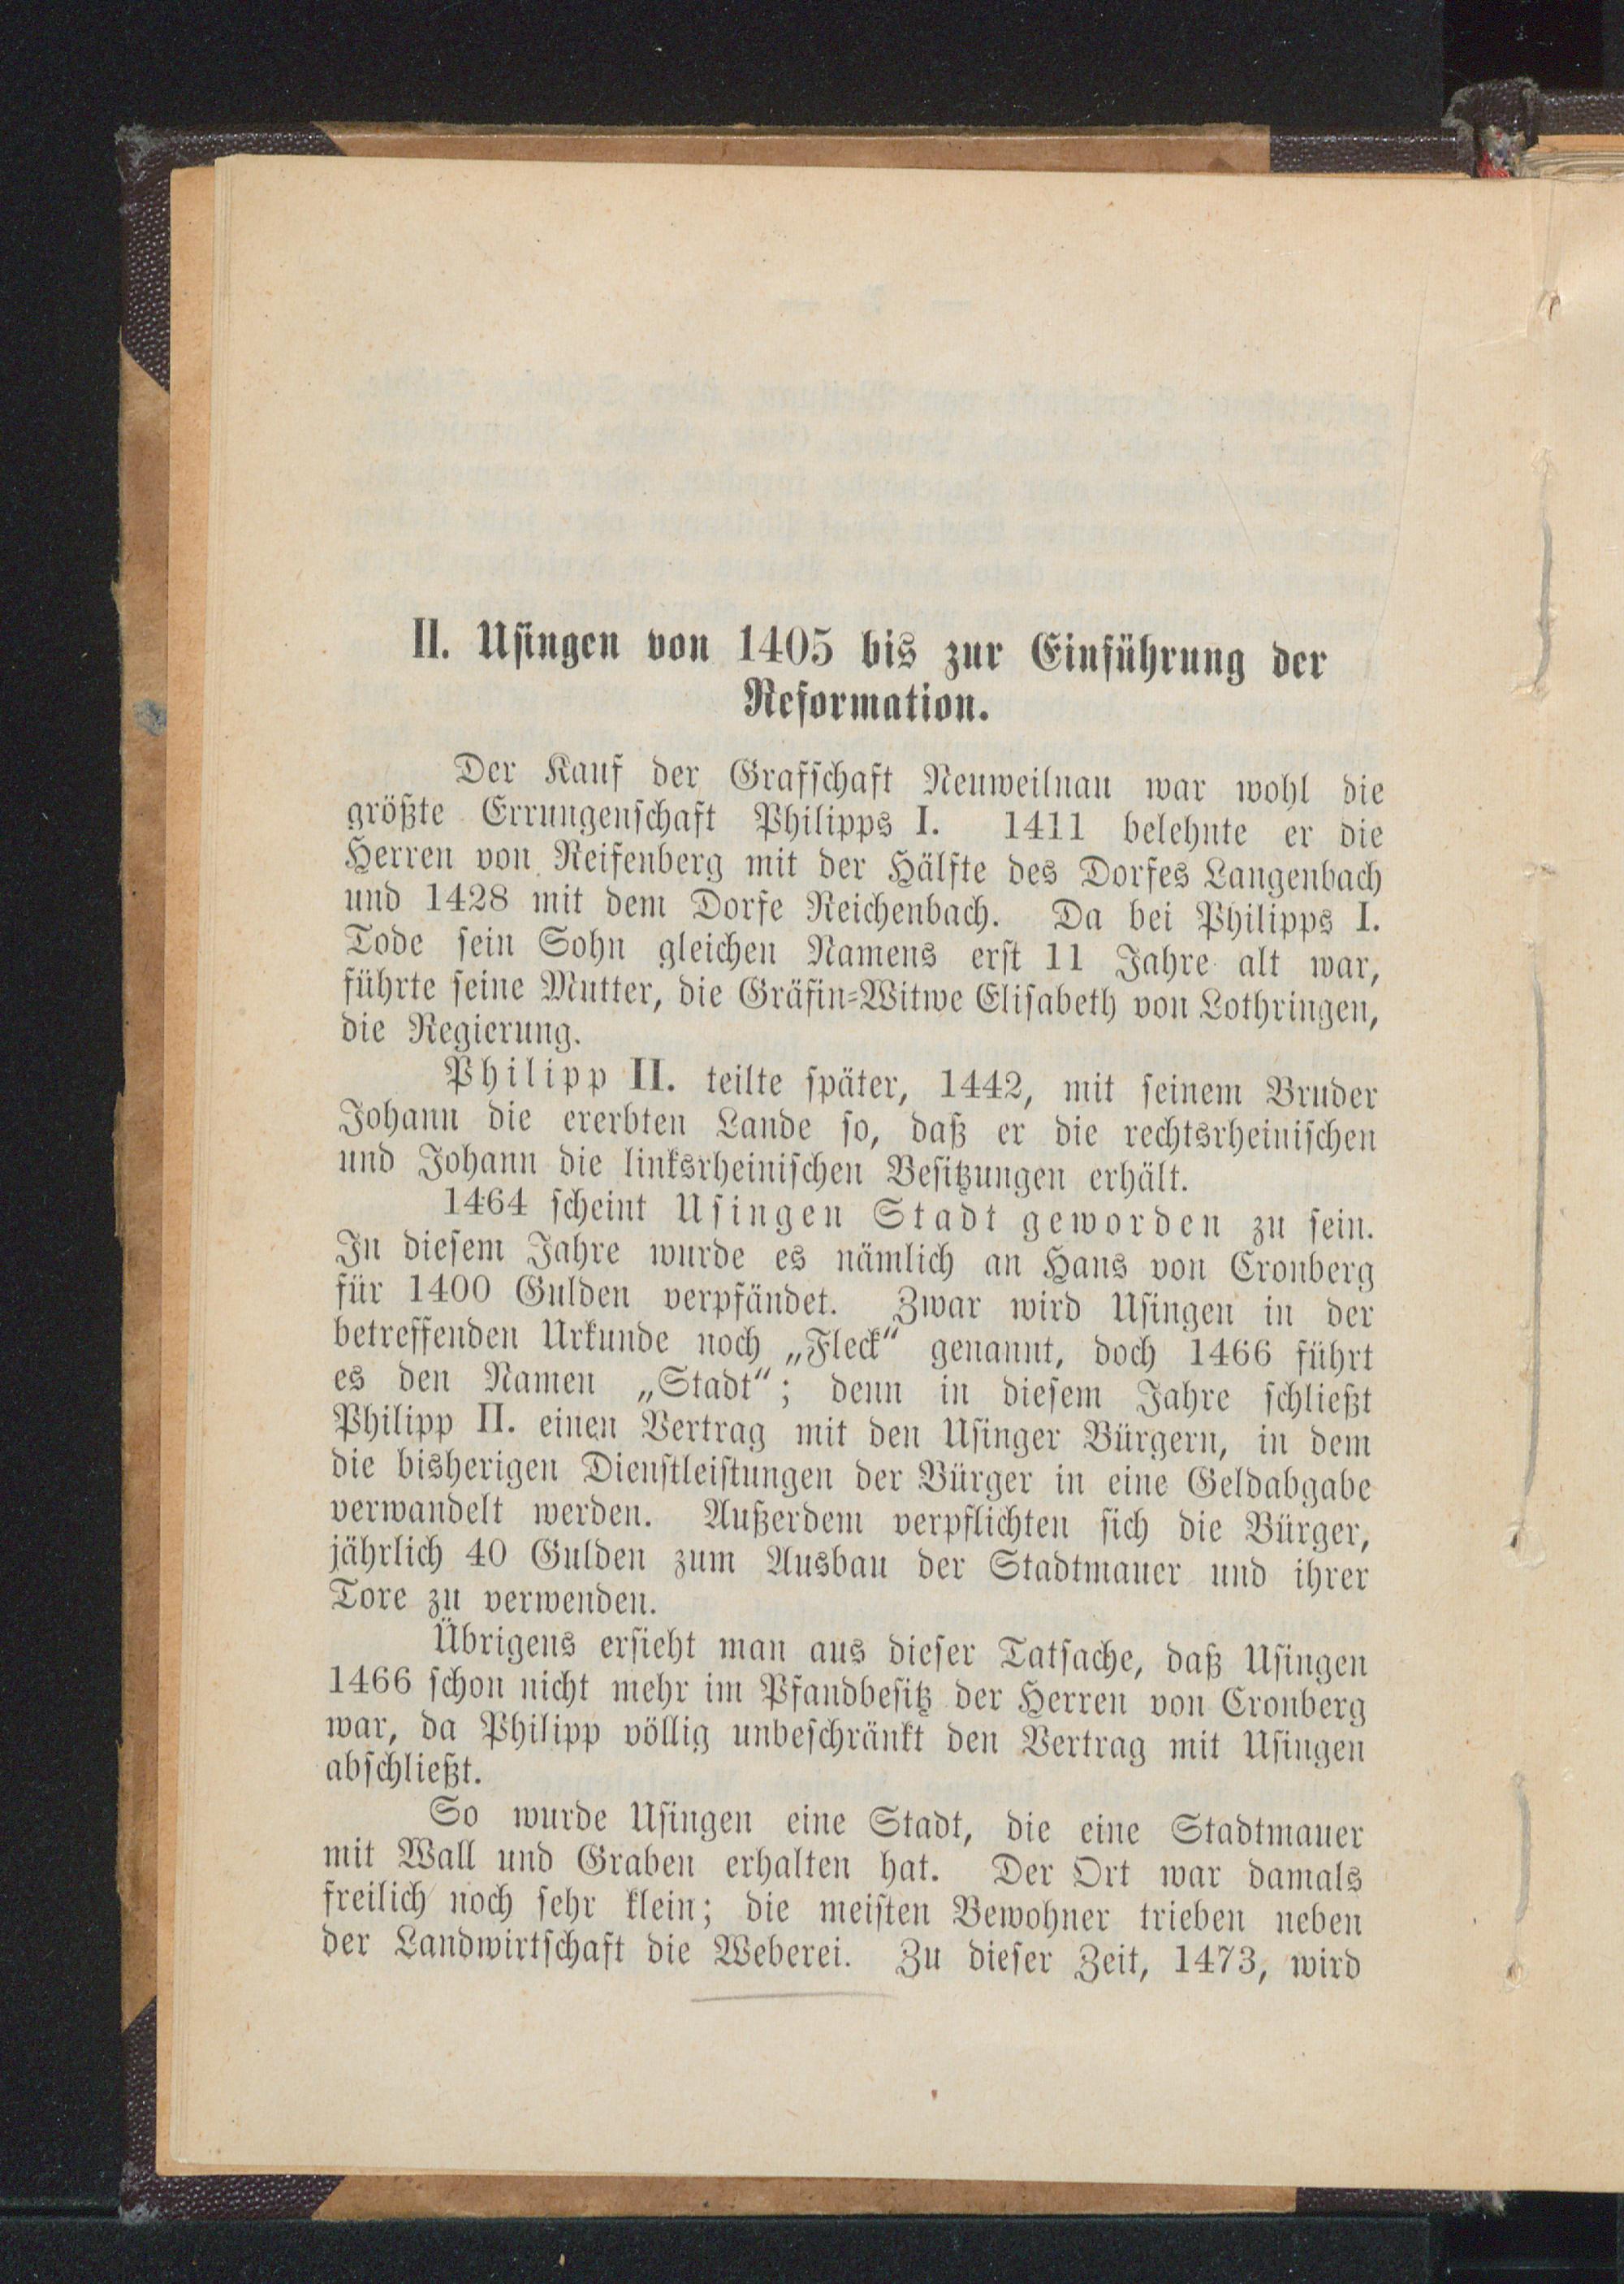 II. Usingen von 1405 bis zur Einführung der
Reformation.
Der Kauf der Grafschaft Neuweilnau war wohl die
größte Errungenschaft Philipps I. 1411 belehnte er die
Herren von Reifenberg mit der Hälfte des Dorfes Langenbach
und 1428 mit dem Dorfe Reichenbach. Da bei Philipps I.
Tode sein Sohn gleichen Namens erst 11 Jahre alt war,
führte seine Mutter, die Gräfin-Witwe Elisabeth von Lothringen,
die Regierung.
Philipp II. teilte später, 1442, mit seinem Bruder
Johann die ererbten Lande so, daß er die rechtsrheinischen
und Johann die linksrheinischen Besitzungen erhält.
1464 scheint Usingen Stadt geworden zu sein.
In diesem Jahre wurde es nämlich an Hans von Cronberg
für 1400 Gulden verpfändet. Zwar wird Usingen in der
betreffenden Urkunde noch „Fleck“ genannt, doch 1466 führt
es den Namen „Stadt“; denn in diesem Jahre schließt
Philipp II. einen Vertrag mit den Usinger Bürgern, in dem
die bisherigen Dienstleistungen der Bürger in eine Geldabgabe
verwandelt werden. Außerdem verpflichten sich die Bürger,
jährlich 40 Gulden zum Ausbau der Stadtmauer und ihrer
Tore zu verwenden.
Übrigens ersieht man aus dieser Tatsache, daß Usingen
1466 schon nicht mehr im Pfandbesitz der Herren von Cronberg
war, da Philipp völlig unbeschränkt den Vertrag mit Usingen
abschließt.
So wurde Usingen eine Stadt, die eine Stadtmauer
mit Wall und Graben erhalten hat. Der Ort war damals
freilich noch sehr klein; die meisten Bewohner trieben neben
der Landwirtschaft die Weberei. Zu dieser Zeit, 1473, wird